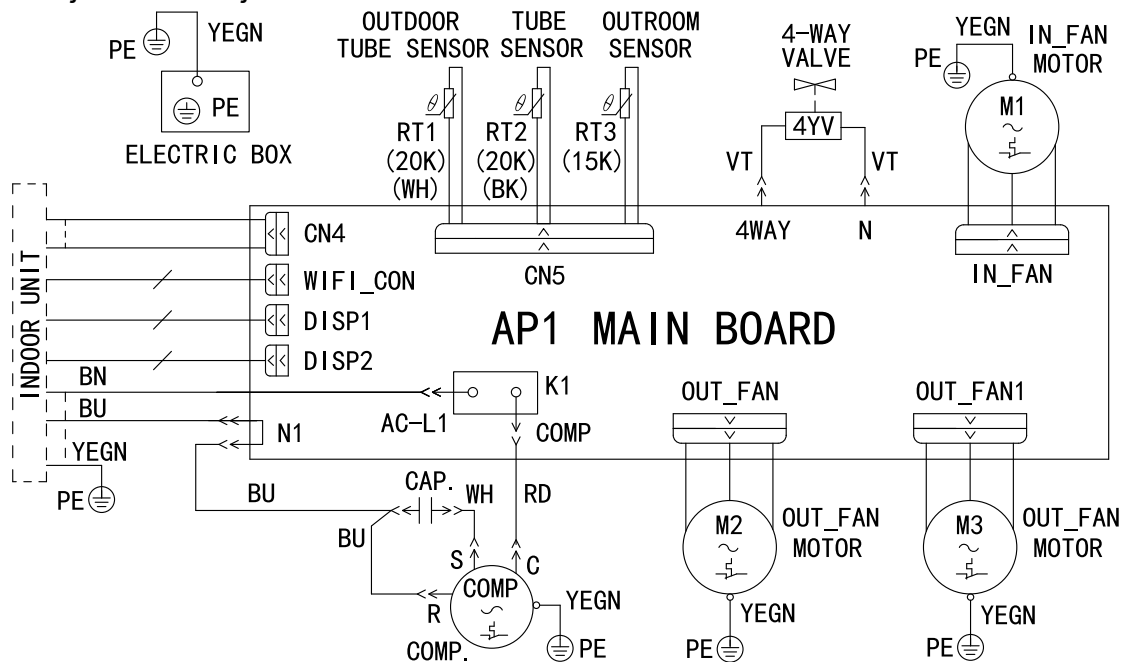 PE
YEGN
PE
ELECTRIC BOX
OUTDOOR
TUBE SENSOR
TUBE
SENSOR
OUTROOM
SENSOR
RT1
(20K)
(WH)
RT2
(20K)
(BK)
RT3
(15K)
4-WAY
VALVE
4YV
VT
VT
4WAY
N
YEGN
PE
IN_FAN
MOTOR
M1
IN_FAN
INDOOR UNIT
CN4
WIFI_CON
DISP1
DISP2
CN5
AP1 MAIN BOARD
BN
BU
YEGN
PE
AC-L1
K1
COMP
N1
OUT_FAN
OUT_FAN1
BU
CAP.
WH
RD
BU
S
C
R
COMP
COMP.
YEGN
PE
M2
OUT_FAN
MOTOR
YEGN
PE
M3
OUT_FAN
MOTOR
YEGN
PE